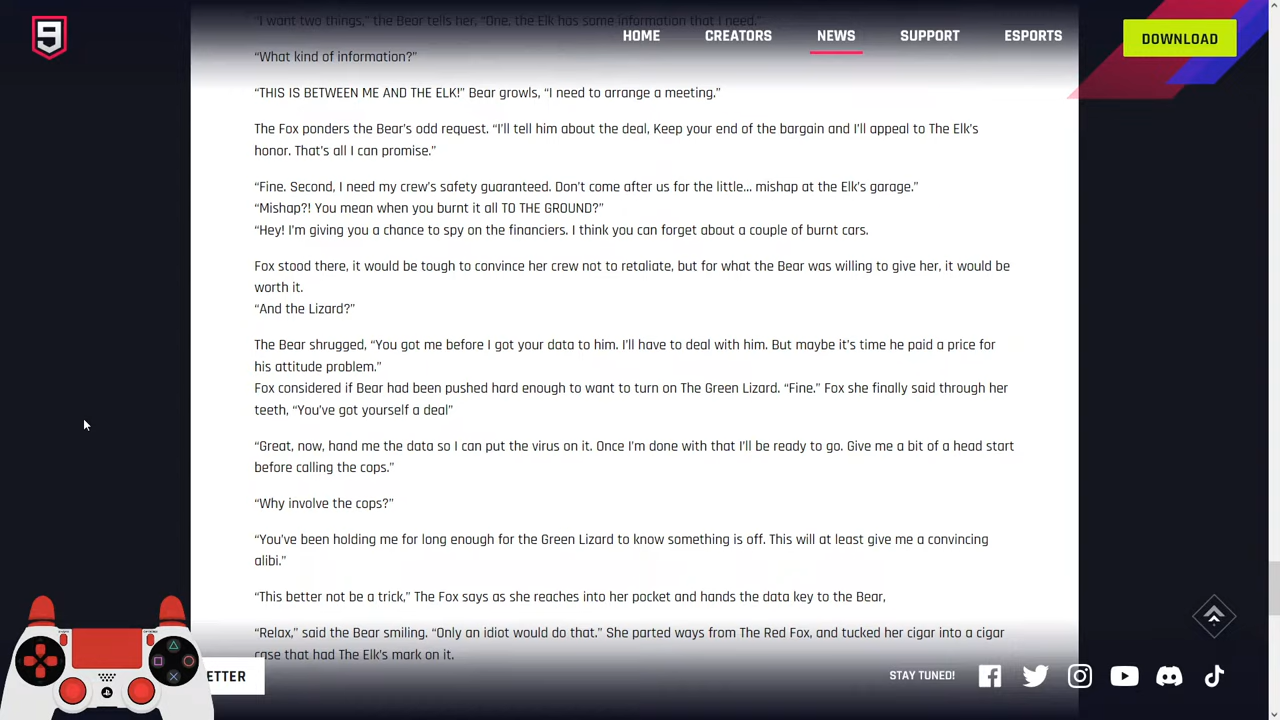 "I want two things," the Bear tells her, "One, the Elk has some information that I need."
HOME
CREATORS
NEWS
SUPPORT
ESPORTS
DOWNLOAD
“What kind of information?”
“THIS IS BETWEEN ME AND THE ELK!” Bear growls, “I need to arrange a meeting.”
The Fox ponders the Bear’s odd request. “I’ll tell him about the deal, Keep your end of the bargain and I’ll appeal to The Elk’s
honor. That’s all I can promise.”
“Fine. Second, I need my crew’s safety guaranteed. Don’t come after us for the little… mishap at the Elk’s garage.”
“Mishap?! You mean when you burnt it all TO THE GROUND?”
“Hey! I’m giving you a chance to spy on the financiers. I think you can forget about a couple of burnt cars.
Fox stood there, it would be tough to convince her crew not to retaliate, but for what the Bear was willing to give her, it would be
worth it.
“And the Lizard?”
The Bear shrugged, “You got me before I got your data to him. I’ll have to deal with him. But maybe it’s time he paid a price for
his attitude problem.”
Fox considered if Bear had been pushed hard enough to want to turn on The Green Lizard. “Fine.” Fox she finally said through her
teeth, “You’ve got yourself a deal”
“Great, now, hand me the data so I can put the virus on it. Once I’m done with that I’ll be ready to go. Give me a bit of a head start
before calling the cops.”
“Why involve the cops?”
“You’ve been holding me for long enough for the Green Lizard to know something is off. This will at least give me a convincing
alibi.”
“This better not be a trick,” The Fox says as she reaches into her pocket and hands the data key to the Bear,
“Relax,” said the Bear smiling. “Only an idiot would do that.” She parted ways from The Red Fox, and tucked her cigar into a cigar
case that had The Elk’s mark on it.
ETTER
STAY TUNED!